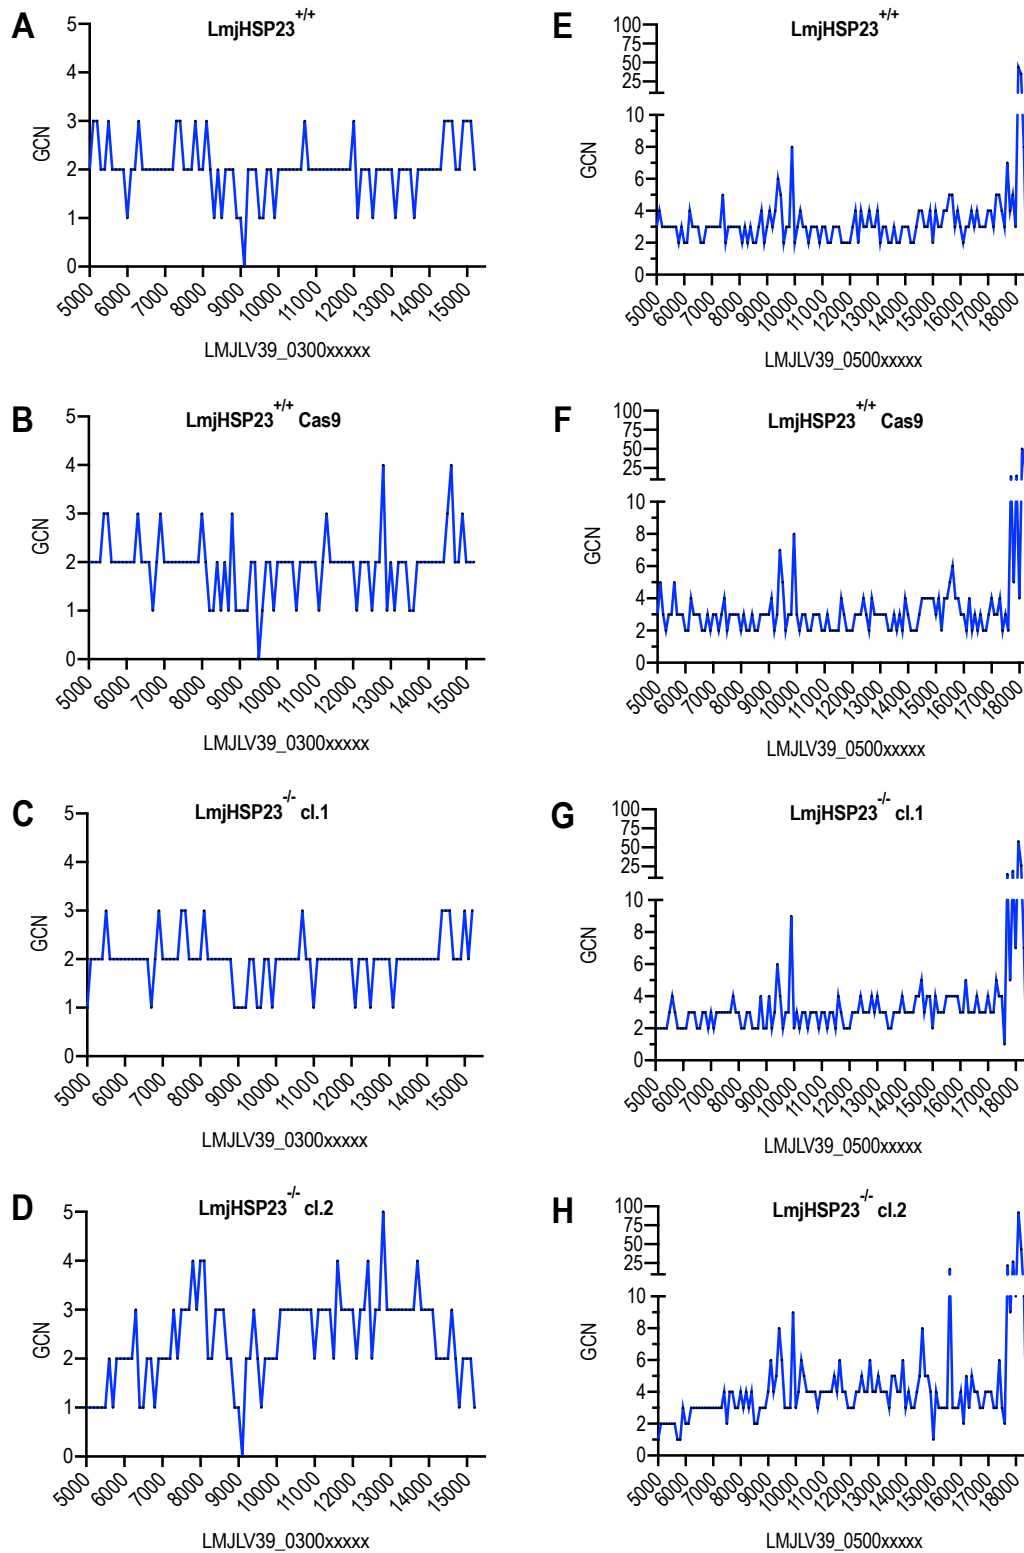 A
LmjHSP23+/+
GCN
5
4
3
2
1
0
5000 6000 7000 8000 9000 10000 11000 12000 13000 14000 15000
LMJLV39_0300xxxxx
E
LmjHSP23+/+
GCN
100
75
50
25
10
8
6
4
2
0
5000 6000 7000 8000 9000 10000 11000 12000 13000 14000 15000 16000 17000 18000
LMJLV39_0500xxxxx
B
LmjHSP23+/+ Cas9
GCN
5
4
3
2
1
0
5000 6000 7000 8000 9000 10000 11000 12000 13000 14000 15000
LMJLV39_0300xxxxx
F
LmjHSP23+/+ Cas9
GCN
100
75
50
25
10
8
6
4
2
0
5000 6000 7000 8000 9000 10000 11000 12000 13000 14000 15000 16000 17000 18000
LMJLV39_0500xxxxx
C
LmjHSP23-/- cl.1
GCN
5
4
3
2
1
0
5000 6000 7000 8000 9000 10000 11000 12000 13000 14000 15000
LMJLV39_0300xxxxx
G
LmjHSP23-/- cl.1
GCN
100
75
50
25
10
8
6
4
2
0
5000 6000 7000 8000 9000 10000 11000 12000 13000 14000 15000 16000 17000 18000
LMJLV39_0500xxxxx
D
LmjHSP23-/- cl.2
GCN
5
4
3
2
1
0
5000 6000 7000 8000 9000 10000 11000 12000 13000 14000 15000
LMJLV39_0300xxxxx
H
LmjHSP23-/- cl.2
GCN
100
75
50
25
10
8
6
4
2
0
5000 6000 7000 8000 9000 10000 11000 12000 13000 14000 15000 16000 17000 18000
LMJLV39_0500xxxxx